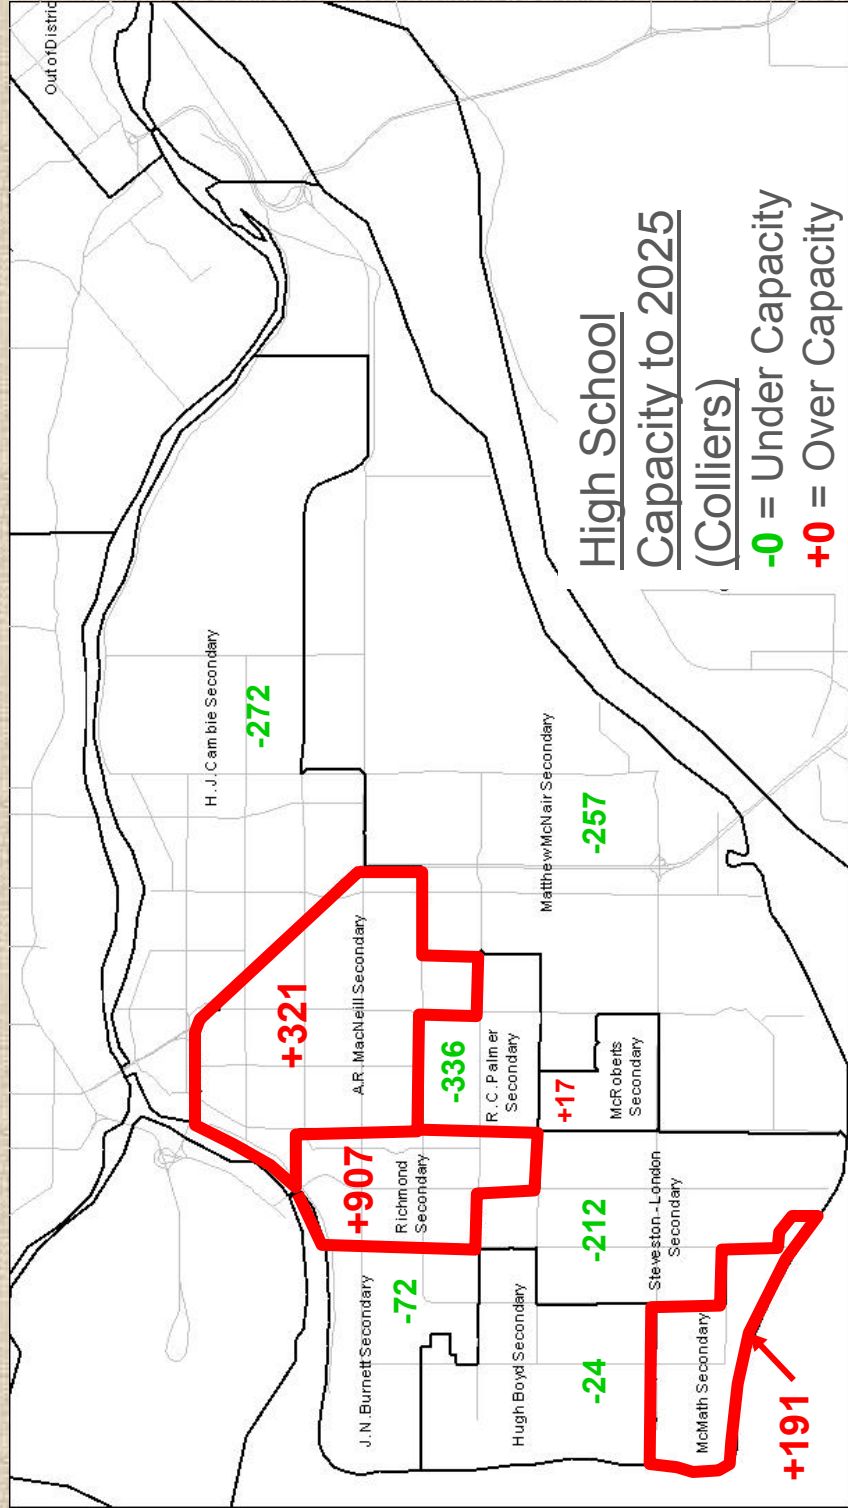 OutofDistric
H.J.Cambie Secondary
-272
MatthewMcNair Secondary
-257
+321
A.R.MacNeill Secondary
-336
R.C.Palmer
Secondary
+17
McRoberts
Secondary
+907
Richmond
Secondary
-212
Steveston-London
Secondary
J.N.Burnett Secondary
-72
Hugh Boyd Secondary
-24
McMath Secondary
+191
High School
Capacity to 2025
(Colliers)
-0 = Under Capacity
+0 = Over Capacity